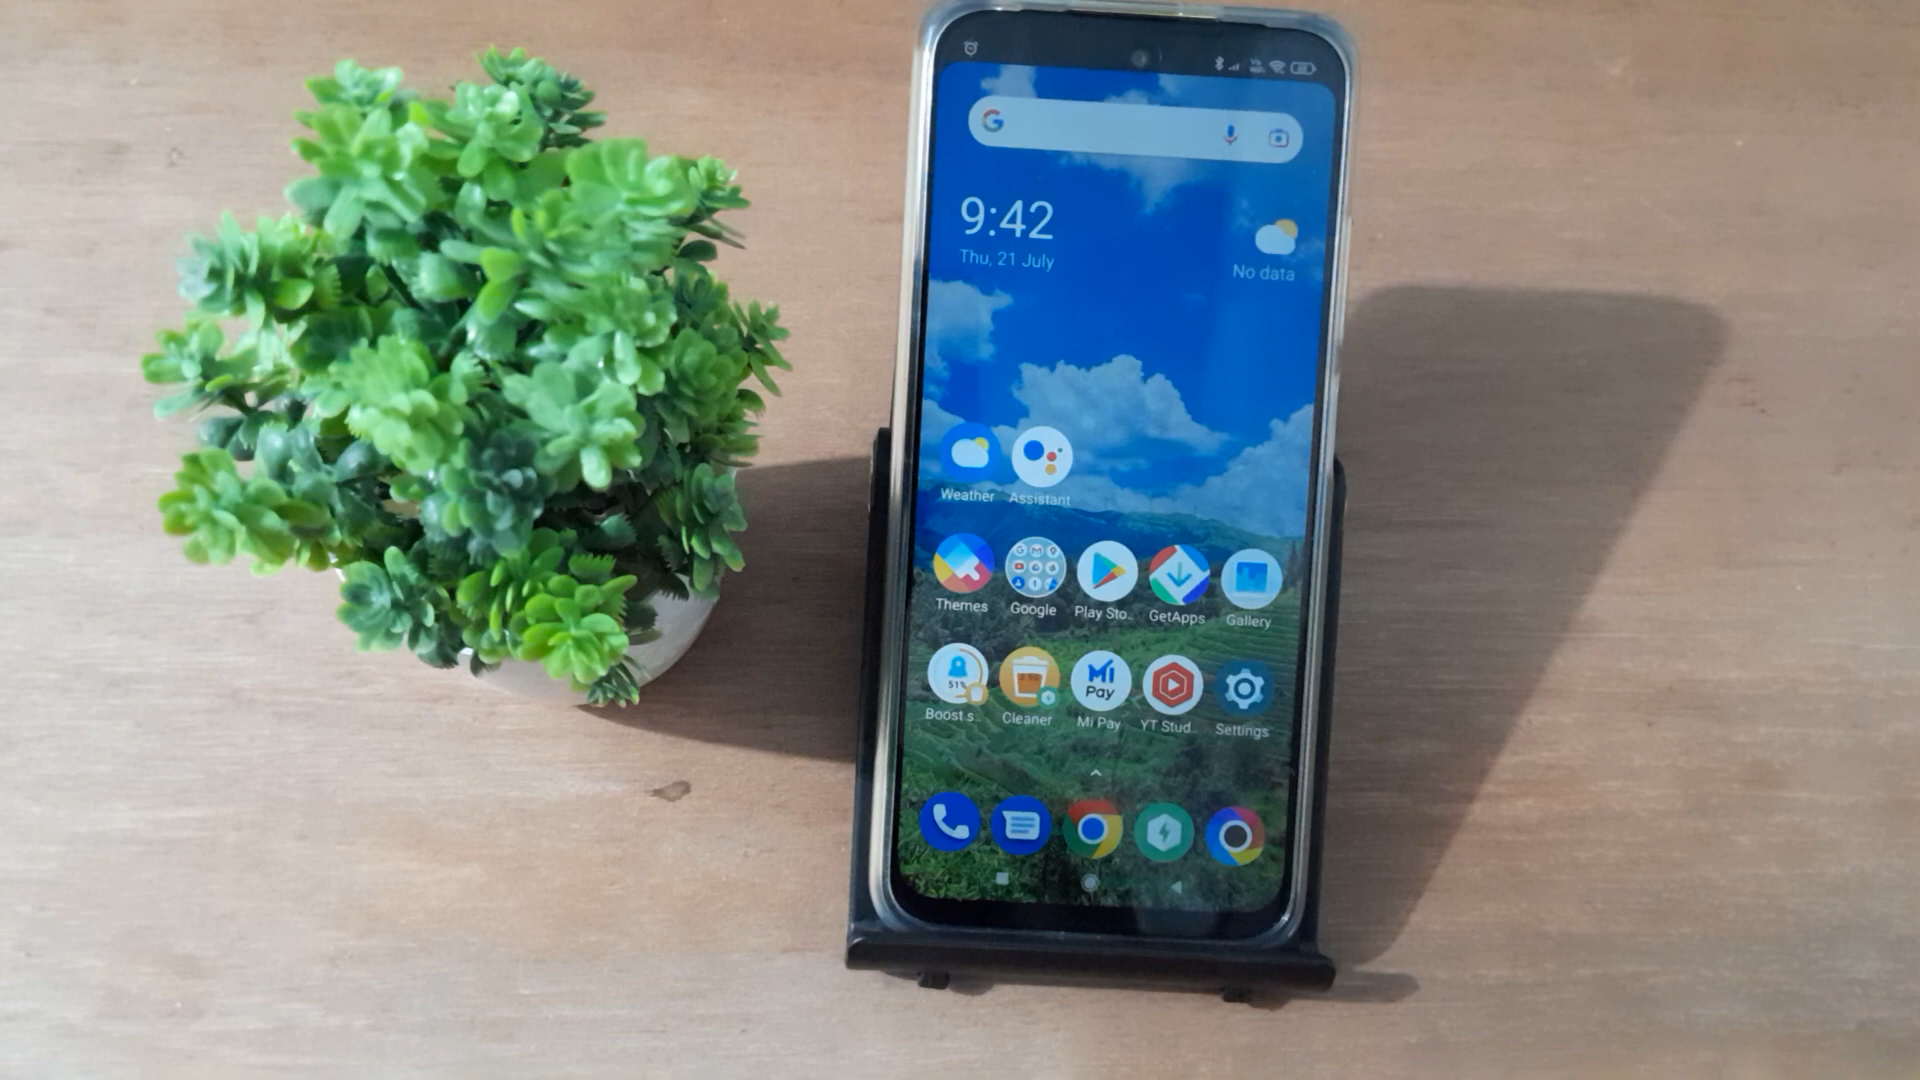 9:42
Thu, 21 July
No data
Weather Assistant
Themes Google Play Sto.. GetApps Gallery
51%
Mi
Pay
Boost s.. Cleaner Mi Pay YT Stud.. Settings